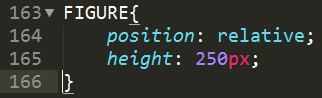 163▼ FIGURE{
164 position: relative;
165 height: 250px;
166 }